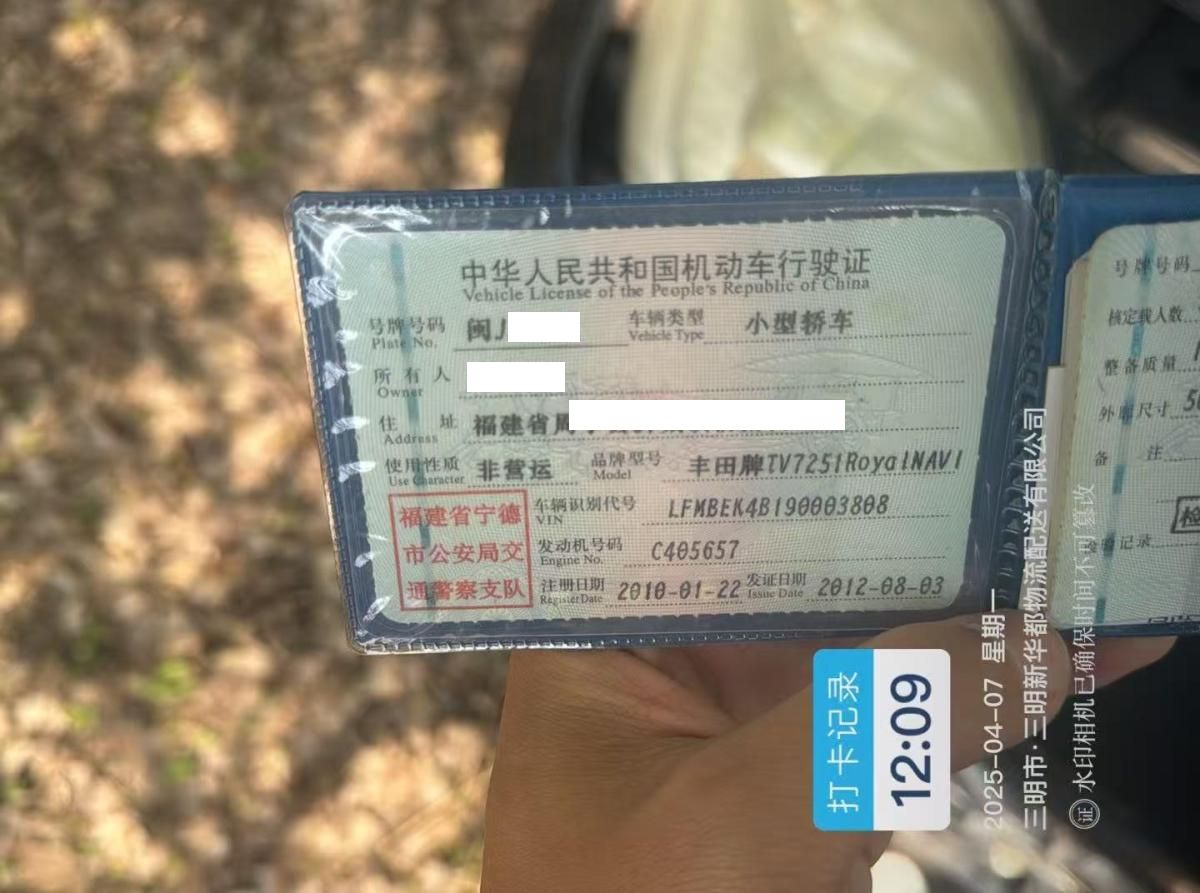 中华人民共和国机动车行驶证
Vehicle License of the People's Republic of China
号牌号码 闽J 车辆类型 小型轿车
Plate No. Vehicle Type
所有人
Owner
住址 福建省
Address
使用性质 非营运 品牌型号 丰田牌TV7251RoyalNAVI
Use Character Model
福建省宁德
市公安局交
通警察支队
车辆识别代号 LFMBEK4B190003808
VIN
发动机号码 C405657
Engine No.
注册日期 2010-01-22 发证日期 2012-08-03
Register Date Issue Date
号牌号码
核定载人数
整备质量
外廓尺寸 50
备注
检验记录
检
打卡记录
12:09
2025-04-07 星期一
三明市·三明新华都物流配送有限公司
证 水印相机已确保时间不可篡改